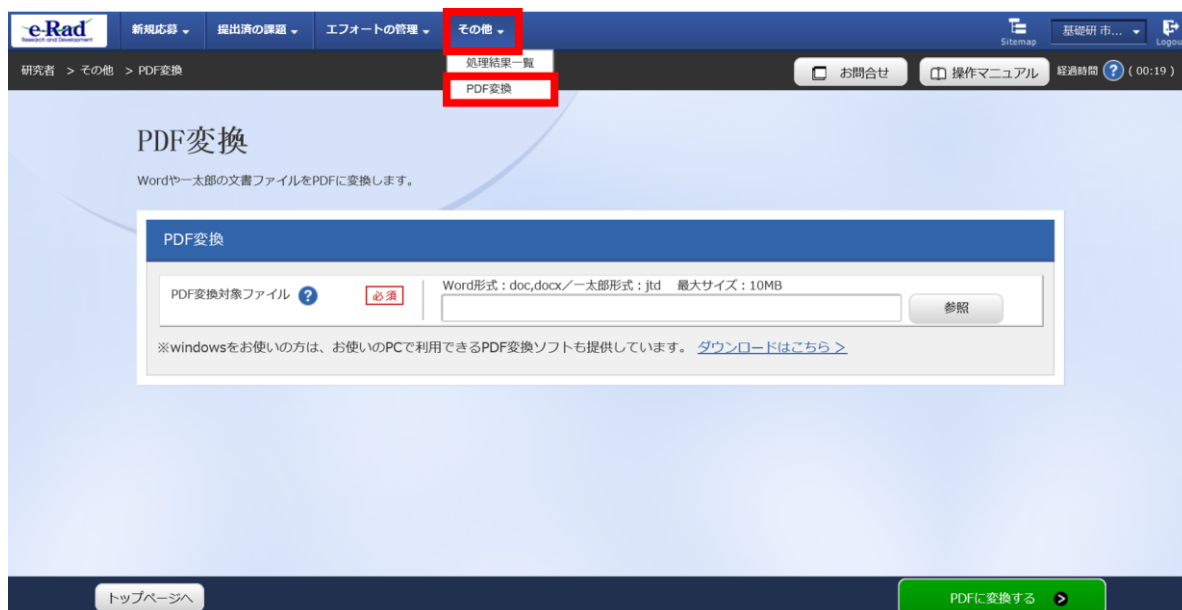 e-Rad
Research and Development
新規応募 提出済の課題 エフォートの管理 その他
Sitemap
基礎研 市...
Logou
処理結果一覧
PDF変換
研究者 > その他 > PDF変換
お問合せ
操作マニュアル
経過時間 ? ( 00:19 )
PDF変換
Wordや一太郎の文書ファイルをPDFに変換します。
PDF変換
PDF変換対象ファイル ?
必須
Word形式：doc,docx／一太郎形式：jtd 最大サイズ：10MB
参照
※windowsをお使いの方は、お使いのPCで利用できるPDF変換ソフトも提供しています。 ダウンロードはこちら >
トップページへ
PDFに変換する